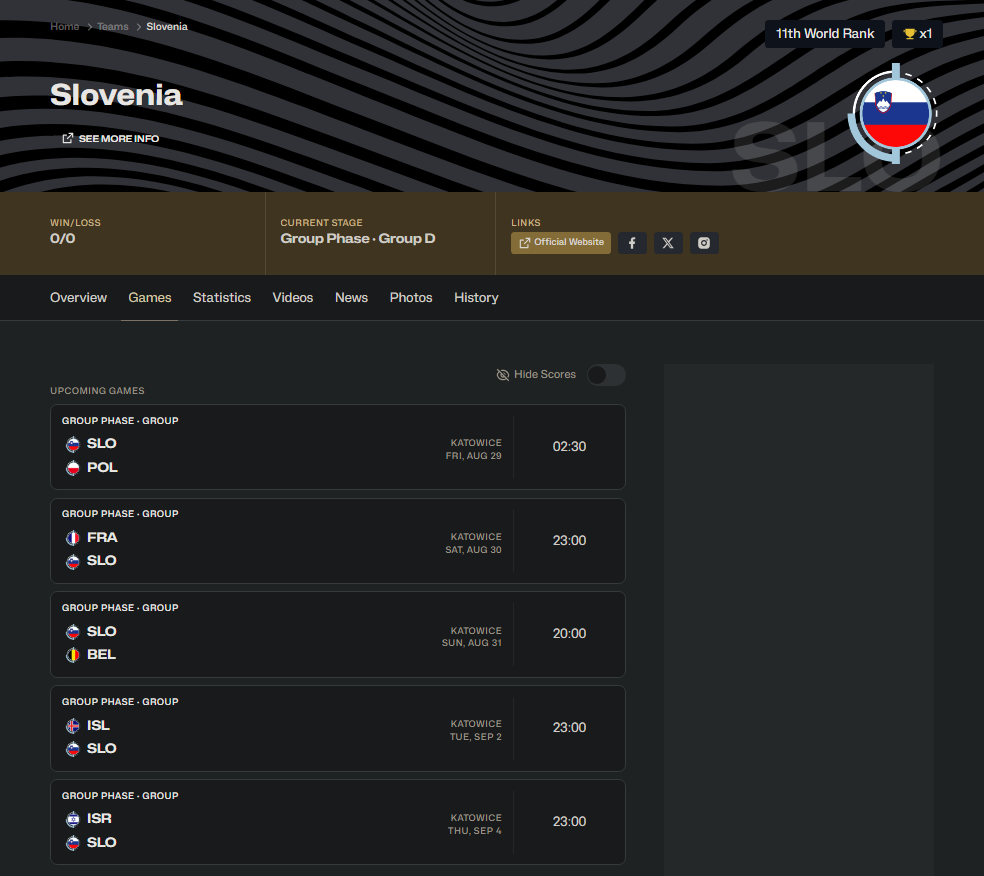 Home > Teams > Slovenia
11th World Rank
x1
Slovenia
SEE MORE INFO
SLO
WIN/LOSS
0/0
CURRENT STAGE
Group Phase · Group D
LINKS
Official Website
Overview Games Statistics Videos News Photos History
Hide Scores
UPCOMING GAMES
GROUP PHASE · GROUP
SLO
POL
KATOWICE
FRI, AUG 29
02:30
GROUP PHASE · GROUP
FRA
SLO
KATOWICE
SAT, AUG 30
23:00
GROUP PHASE · GROUP
SLO
BEL
KATOWICE
SUN, AUG 31
20:00
GROUP PHASE · GROUP
ISL
SLO
KATOWICE
TUE, SEP 2
23:00
GROUP PHASE · GROUP
ISR
SLO
KATOWICE
THU, SEP 4
23:00